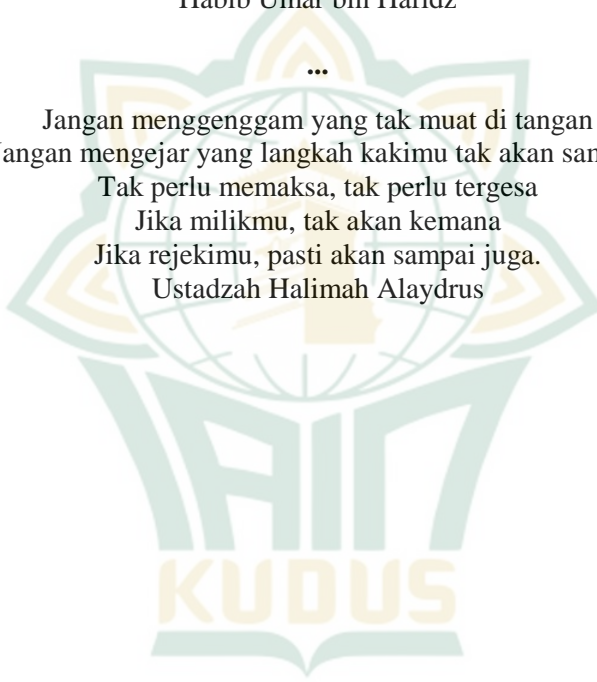 Habib Umar bin Hafidz
...
Jangan menggenggam yang tak muat di tangan
Jangan mengejar yang langkah kakimu tak akan
Tak perlu memaksa, tak perlu tergesa
Jika milikmu, tak akan kemana
Jika rejekimu, pasti akan sampai juga.
Ustadzah Halimah Alaydrus
IAIN
KUDUS